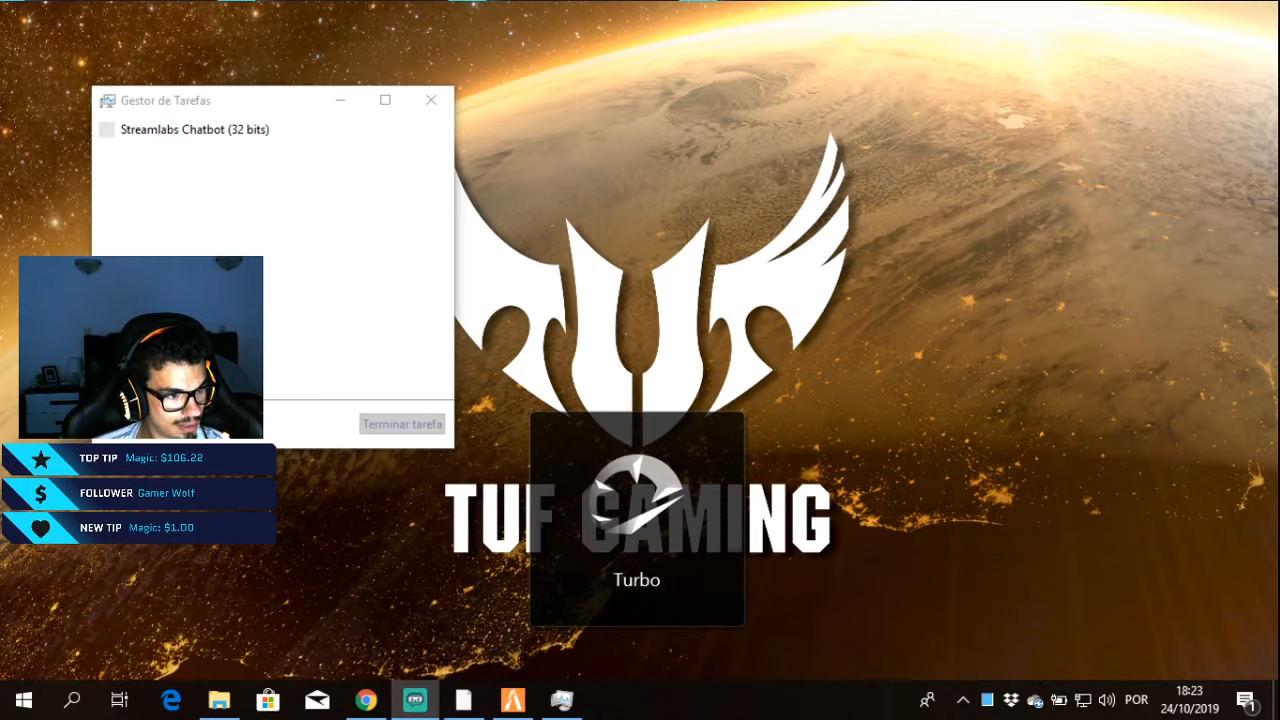 Gestor de Tarefas
Streamlabs Chatbot (32 bits)
Terminar tarefa
TOP TIP Magic: $106.22
FOLLOWER Gamer Wolf
NEW TIP Magic: $1.00
TUF GAMING
Turbo
POR
18:23
24/10/2019
1